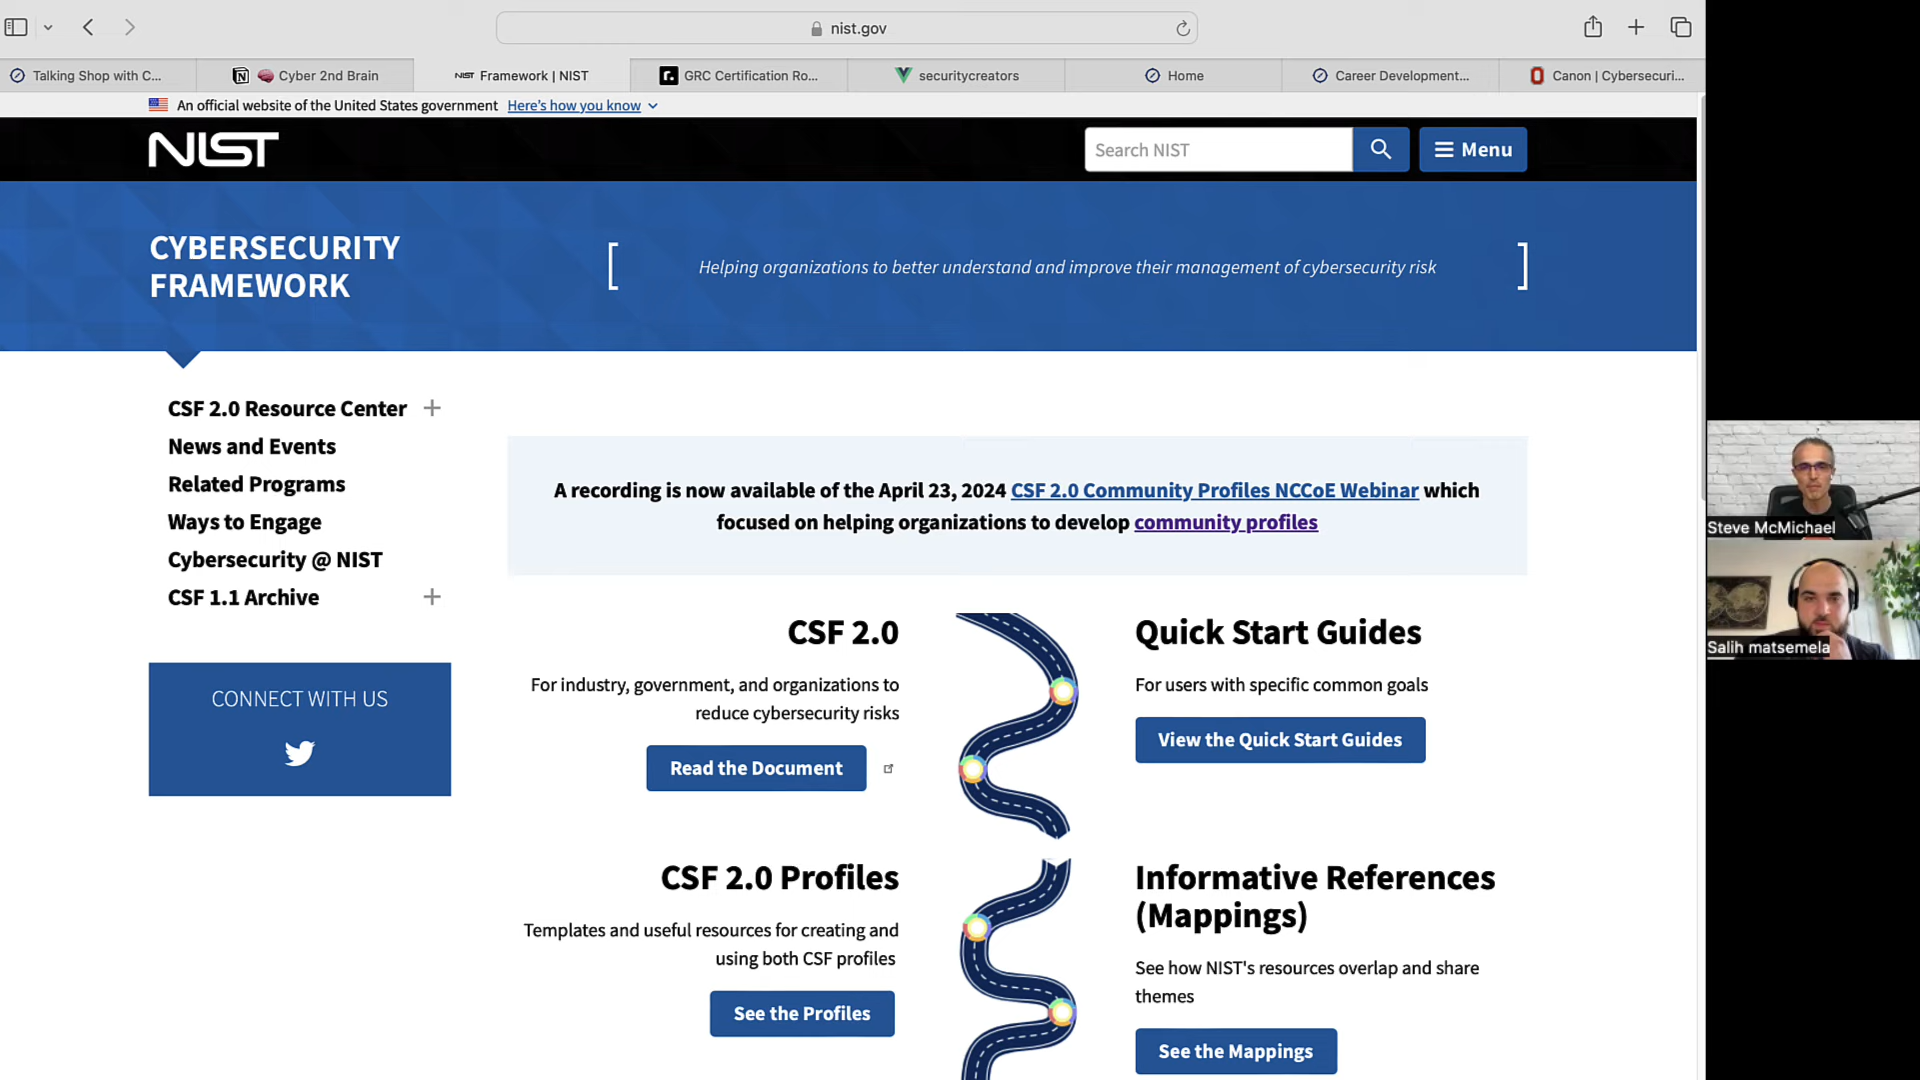 nist.gov
Talking Shop with C...
Cyber 2nd Brain
NIST Framework | NIST
GRC Certification Ro...
securitycreators
Home
Career Development...
Canon | Cybersecuri...
An official website of the United States government Here's how you know
NIST
Search NIST
Menu
CYBERSECURITY
FRAMEWORK
[ Helping organizations to better understand and improve their management of cybersecurity risk ]
CSF 2.0 Resource Center
News and Events
Related Programs
Ways to Engage
Cybersecurity @ NIST
CSF 1.1 Archive
CONNECT WITH US
A recording is now available of the April 23, 2024 CSF 2.0 Community Profiles NCCoE Webinar which
focused on helping organizations to develop community profiles
CSF 2.0
For industry, government, and organizations to
reduce cybersecurity risks
Read the Document
Quick Start Guides
For users with specific common goals
View the Quick Start Guides
CSF 2.0 Profiles
Templates and useful resources for creating and
using both CSF profiles
See the Profiles
Informative References
(Mappings)
See how NIST's resources overlap and share
themes
See the Mappings
Steve McMichael
Salih matsemela